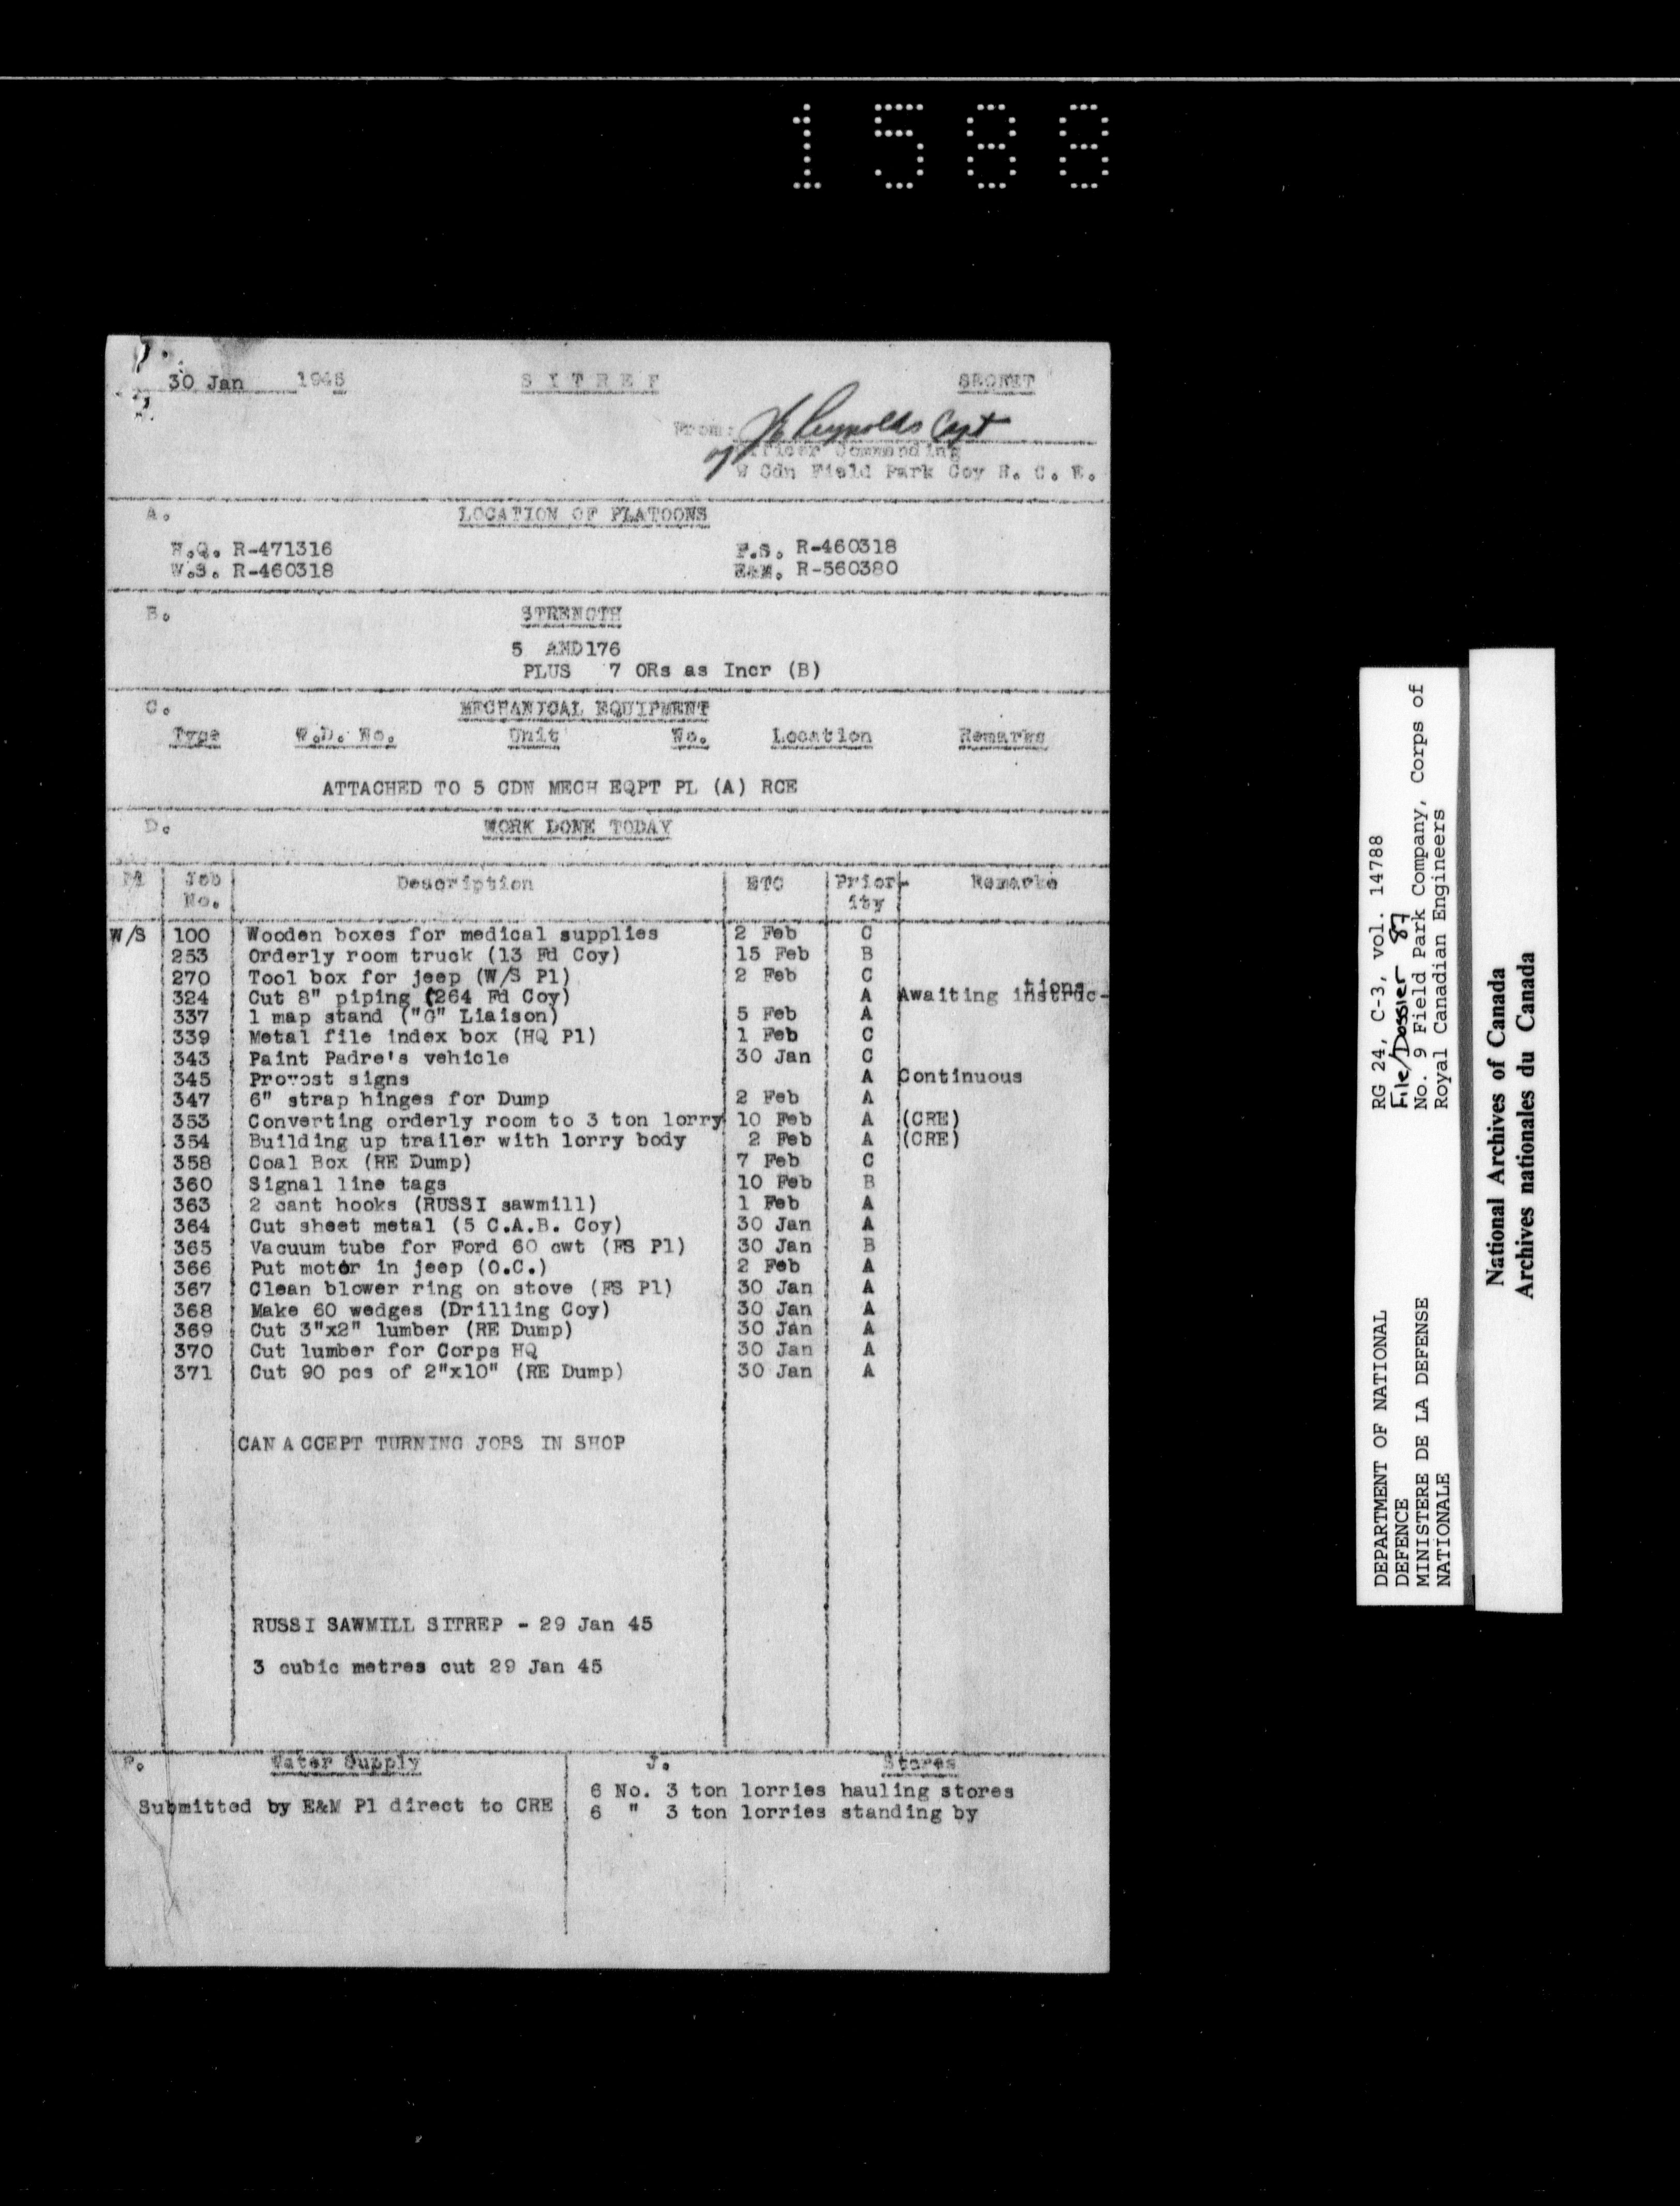 1588
30 Jan 1945 SITREP SECRET
From: Reynolds Capt
Officer Commanding
9 Cdn Field Park Coy R. C. E.
A. LOCATION OF PLATOONS
H.Q. R-471316 F.S. R-460318
W.S. R-460318 E&M. R-560380
B. STRENGTH
5 AND 176
PLUS 7 ORs as Incr (B)
C. MECHANICAL EQUIPMENT
Type W.D. No. Unit No. Location Remarks
ATTACHED TO 5 CDN MECH EQPT PL (A) RCE
D. WORK DONE TODAY
Pl Job No. Description ETC Prior-ity Remarks
W/S 100 Wooden boxes for medical supplies 2 Feb C
253 Orderly room truck (13 Fd Coy) 15 Feb B
270 Tool box for jeep (W/S Pl) 2 Feb C
324 Cut 8" piping (264 Fd Coy) A Awaiting instruc-tions
337 1 map stand ("G" Liaison) 5 Feb A
339 Metal file index box (HQ Pl) 1 Feb C
343 Paint Padre's vehicle 30 Jan C
345 Provost signs A Continuous
347 6" strap hinges for Dump 2 Feb A
353 Converting orderly room to 3 ton lorry 10 Feb A (CRE)
354 Building up trailer with lorry body 2 Feb A (CRE)
358 Coal Box (RE Dump) 7 Feb C
360 Signal line tags 10 Feb B
363 2 cant hooks (RUSSI sawmill) 1 Feb A
364 Cut sheet metal (5 C.A.B. Coy) 30 Jan A
365 Vacuum tube for Ford 60 cwt (FS Pl) 30 Jan B
366 Put motor in jeep (O.C.) 2 Feb A
367 Clean blower ring on stove (FS Pl) 30 Jan A
368 Make 60 wedges (Drilling Coy) 30 Jan A
369 Cut 3"x2" lumber (RE Dump) 30 Jan A
370 Cut lumber for Corps HQ 30 Jan A
371 Cut 90 pcs of 2"x10" (RE Dump) 30 Jan A
CAN ACCEPT TURNING JOBS IN SHOP
RUSSI SAWMILL SITREP - 29 Jan 45
3 cubic metres cut 29 Jan 45
F. Water Supply J. Stores
Submitted by E&M Pl direct to CRE
6 No. 3 ton lorries hauling stores
6 " 3 ton lorries standing by
DEPARTMENT OF NATIONAL
DEFENCE
MINISTERE DE LA DEFENSE
NATIONALE
RG 24, C-3, vol. 14788
File/Dossier 87
No. 9 Field Park Company, Corps of
Royal Canadian Engineers
National Archives of Canada
Archives nationales du Canada